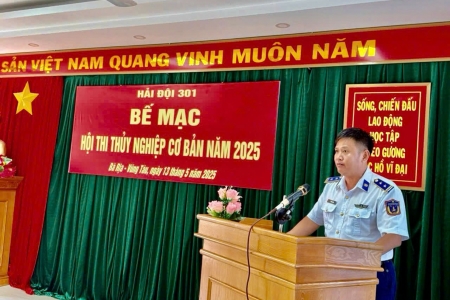 SẢN VIỆT NAM QUANG VINH MUÔN NĂM
HẢI ĐỘI 301
BẾ MẠC
HỘI THI THỦY NGHIỆP CƠ BẢN NĂM 2025
Bà Rịa - Vũng Tàu, ngày 13 tháng 5 năm 2025
SỐNG, CHIẾN ĐẤU
LAO ĐỘNG
HỌC TẬP
EO GƯƠNG
C HỒ VĨ ĐẠI